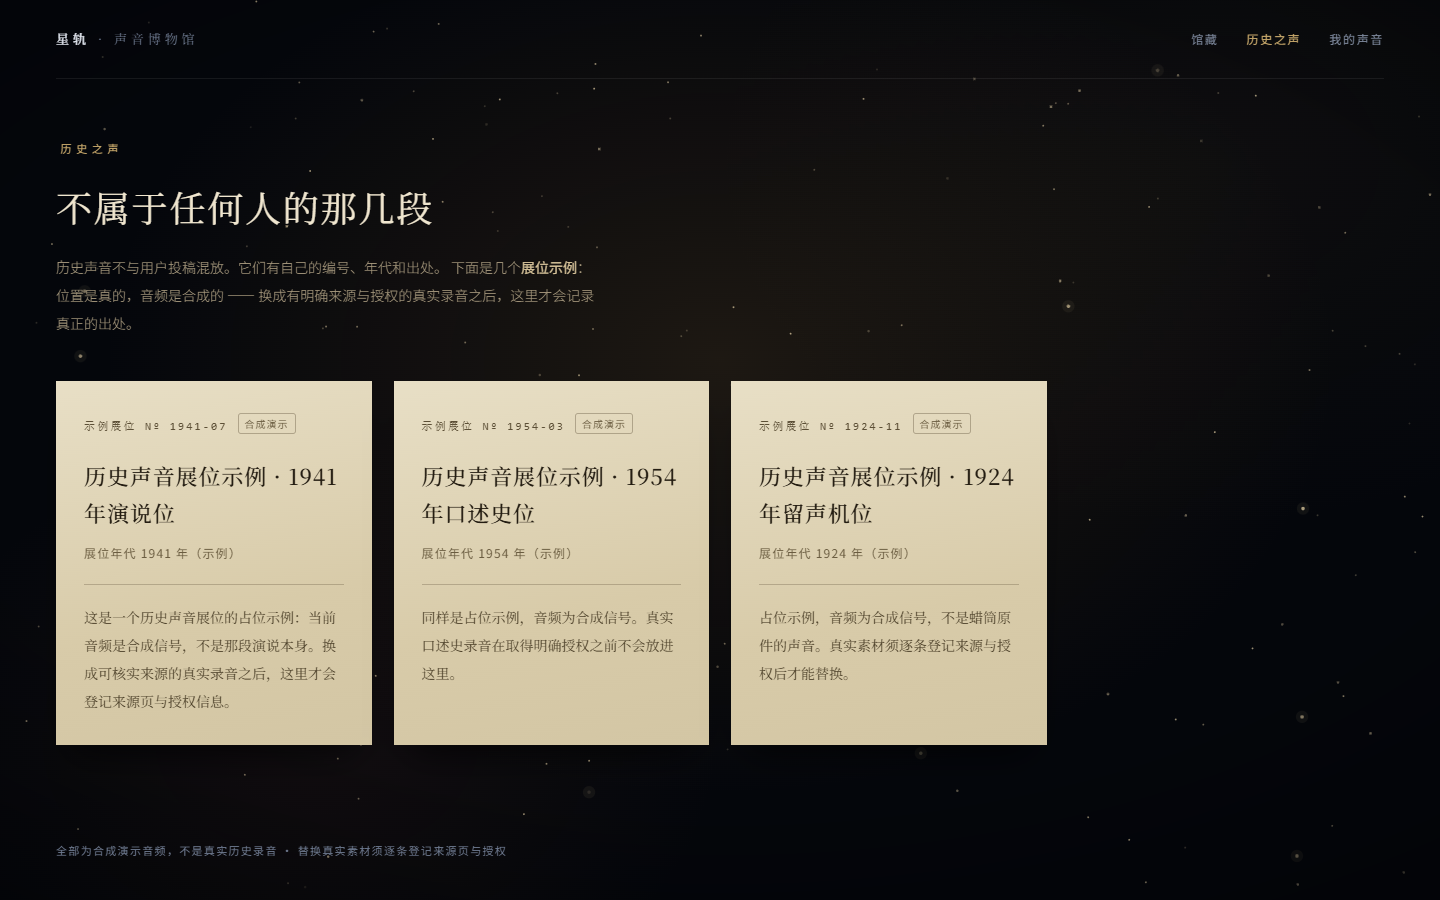 星轨 · 声音博物馆
馆藏 历史之声 我的声音
历史之声
不属于任何人的那几段
历史声音不与用户投稿混放。它们有自己的编号、年代和出处。 下面是几个展位示例：
位置是真的，音频是合成的 —— 换成有明确来源与授权的真实录音之后，这里才会记录
真正的出处。
示例展位 № 1941-07 合成演示
历史声音展位示例 · 1941
年演说位
展位年代 1941 年（示例）
这是一个历史声音展位的占位示例：当前
音频是合成信号，不是那段演说本身。换
成可核实来源的真实录音之后，这里才会
登记来源页与授权信息。
示例展位 № 1954-03 合成演示
历史声音展位示例 · 1954
年口述史位
展位年代 1954 年（示例）
同样是占位示例，音频为合成信号。真实
口述史录音在取得明确授权之前不会放进
这里。
示例展位 № 1924-11 合成演示
历史声音展位示例 · 1924
年留声机位
展位年代 1924 年（示例）
占位示例，音频为合成信号，不是蜡筒原
件的声音。真实素材须逐条登记来源与授
权后才能替换。
全部为合成演示音频，不是真实历史录音 · 替换真实素材须逐条登记来源页与授权